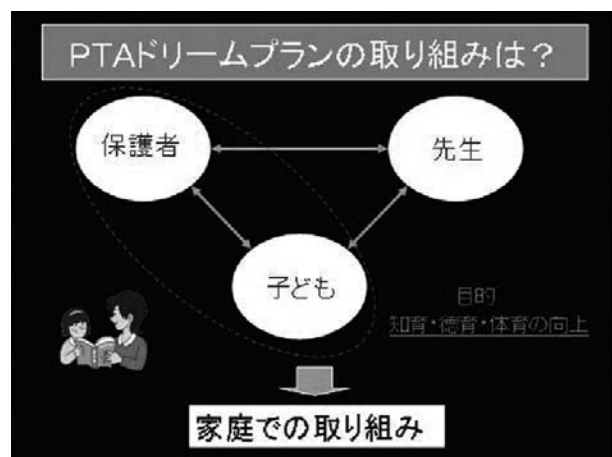 PTAドリームプランの取り組みは？
保護者
先生
子ども
目的
知育・徳育・体育の向上
家庭での取り組み